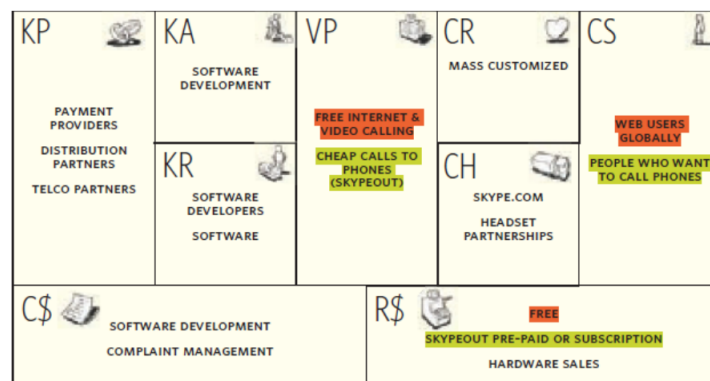 KP
PAYMENT
PROVIDERS
DISTRIBUTION
PARTNERS
TELCO PARTNERS
KA
SOFTWARE
DEVELOPMENT
KR
SOFTWARE
DEVELOPERS
SOFTWARE
VP
FREE INTERNET &
VIDEO CALLING
CHEAP CALLS TO
PHONES
(SKYPEOUT)
CR
MASS CUSTOMIZED
CH
SKYPE.COM
HEADSET
PARTNERSHIPS
CS
WEB USERS
GLOBALLY
PEOPLE WHO WANT
TO CALL PHONES
C$
SOFTWARE DEVELOPMENT
COMPLAINT MANAGEMENT
R$
FREE
SKYPEOUT PRE-PAID OR SUBSCRIPTION
HARDWARE SALES